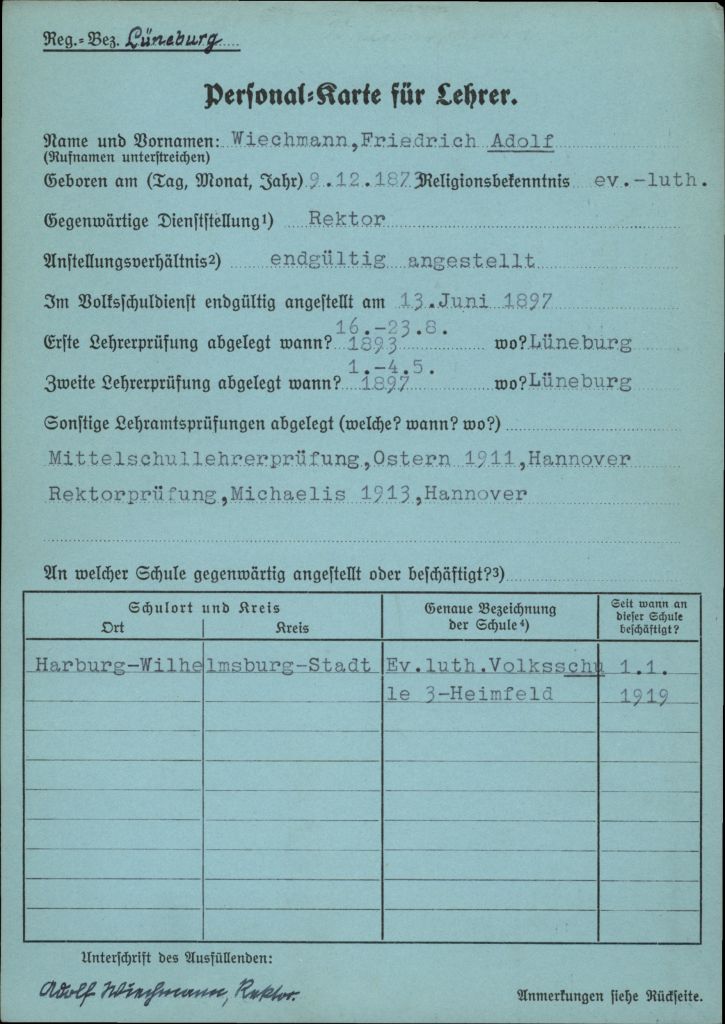 Reg.-Bez. Lüneburg
Personal-Karte für Lehrer.
Name und Vornamen: Wiechmann,Friedrich Adolf
(Rufnamen unterstreichen)
Geboren am (Tag, Monat, Jahr) 9.12.1873 Religionsbekenntnis ev.-luth.
Gegenwärtige Dienststellung¹) Rektor
Anstellungsverhältnis²) endgültig angestellt
Im Volksschuldienst endgültig angestellt am 13.Juni 1897
16.-23.8.
Erste Lehrerprüfung abgelegt wann? 1893 wo? Lüneburg
1.-4.5.
Zweite Lehrerprüfung abgelegt wann? 1897 wo? Lüneburg
Sonstige Lehramtsprüfungen abgelegt (welche? wann? wo?)
Mittelschullehrerprüfung,Ostern 1911,Hannover
Rektorprüfung,Michaelis 1913,Hannover
An welcher Schule gegenwärtig angestellt oder beschäftigt?³)
Schulort und Kreis
Ort Kreis
Genaue Bezeichnung
der Schule⁴)
Seit wann an
dieser Schule
beschäftigt?
Harburg-Wilhelmsburg-Stadt Ev.luth.Volksschu 1.1.
le 3-Heimfeld 1919
Unterschrift des Ausfüllenden:
Adolf Wiechmann, Rektor.
Anmerkungen siehe Rückseite.